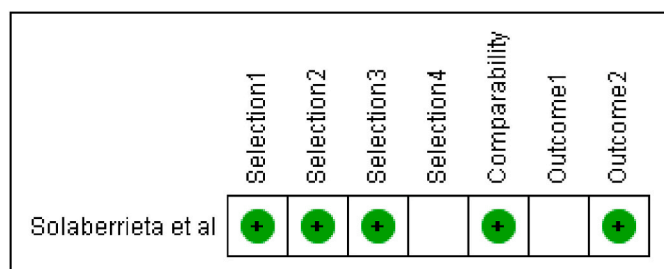 Selection1
Selection2
Selection3
Selection4
Comparability
Outcome1
Outcome2
Solaberrieta et al + + + + +